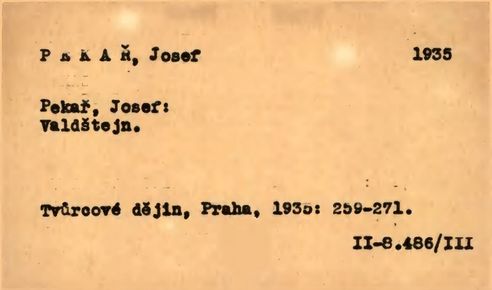 PEKAŘ, Josef 1935
Pekař, Josef:
Valdštejn.
Tvůrcové dějin, Praha, 1935: 259-271.
II-8.486/III